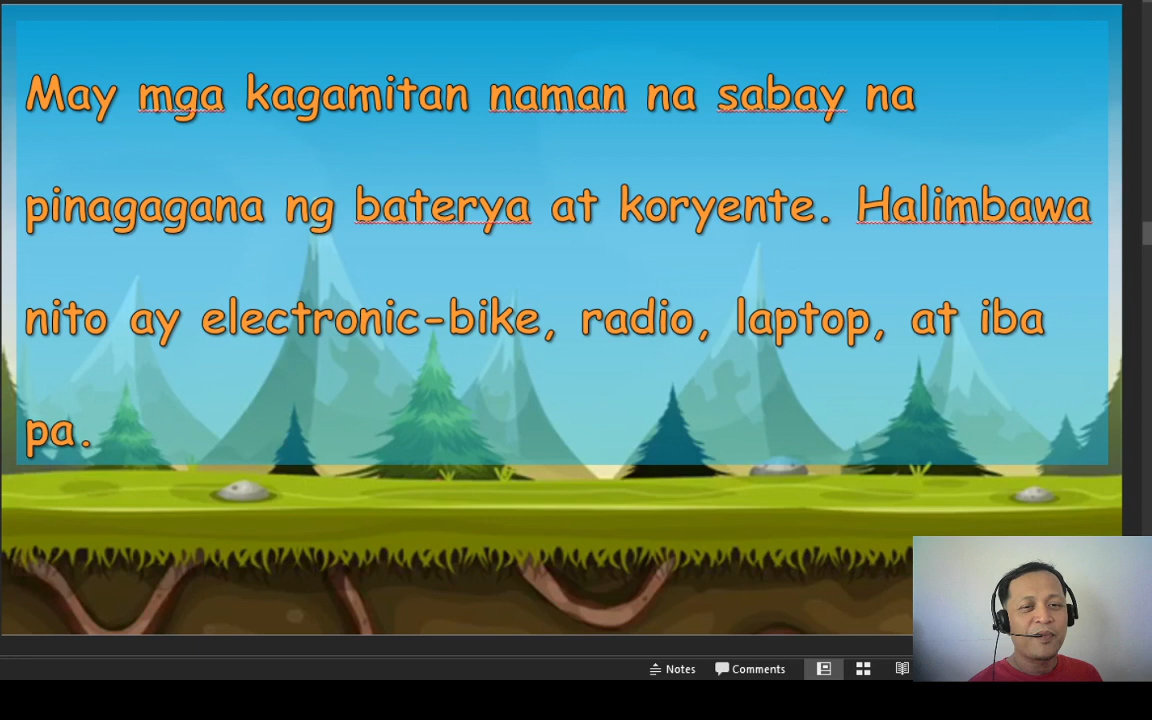 May mga kagamitan naman na sabay na
pinagagana ng baterya at koryente. Halimbawa
nito ay electronic-bike, radio, laptop, at iba
pa.
Notes Comments